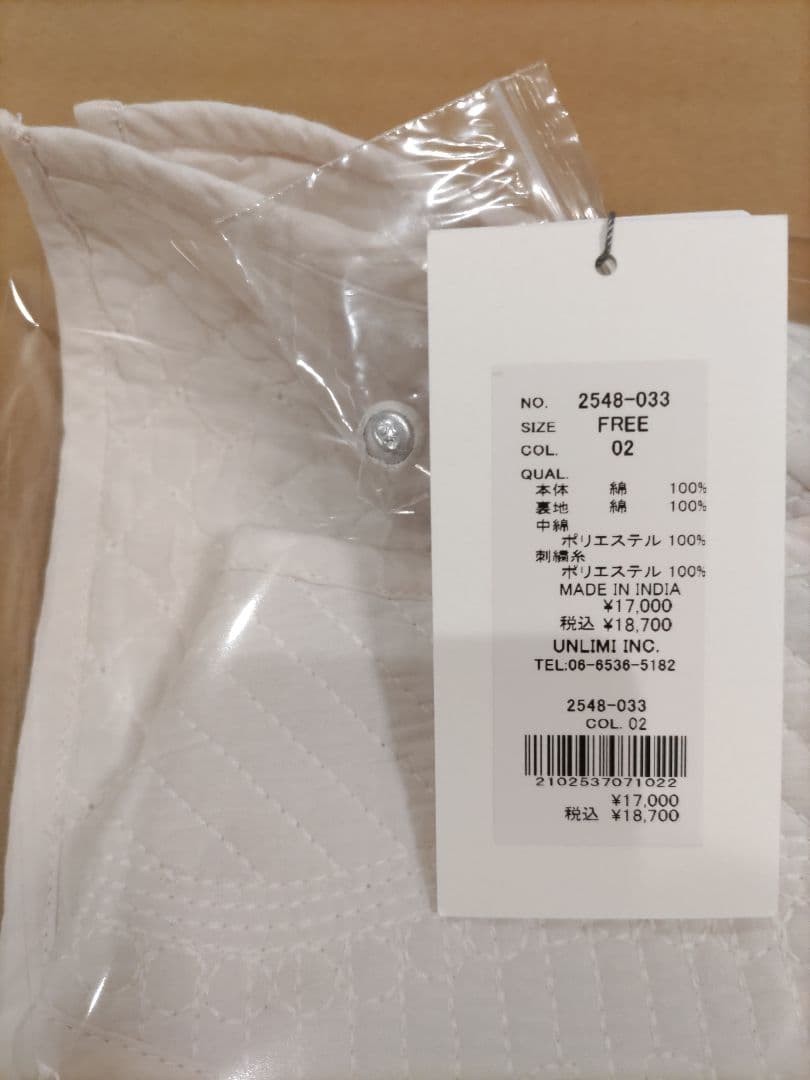 NO. 2548-033
SIZE FREE
COL. 02
QUAL.
本体 綿 100%
裏地 綿 100%
中綿
ポリエステル 100%
刺繍糸
ポリエステル 100%
MADE IN INDIA
¥17,000
税込 ¥18,700
UNLIMI INC.
TEL:06-6536-5182
2548-033
COL. 02
2102537071022
¥17,000
税込 ¥18,700